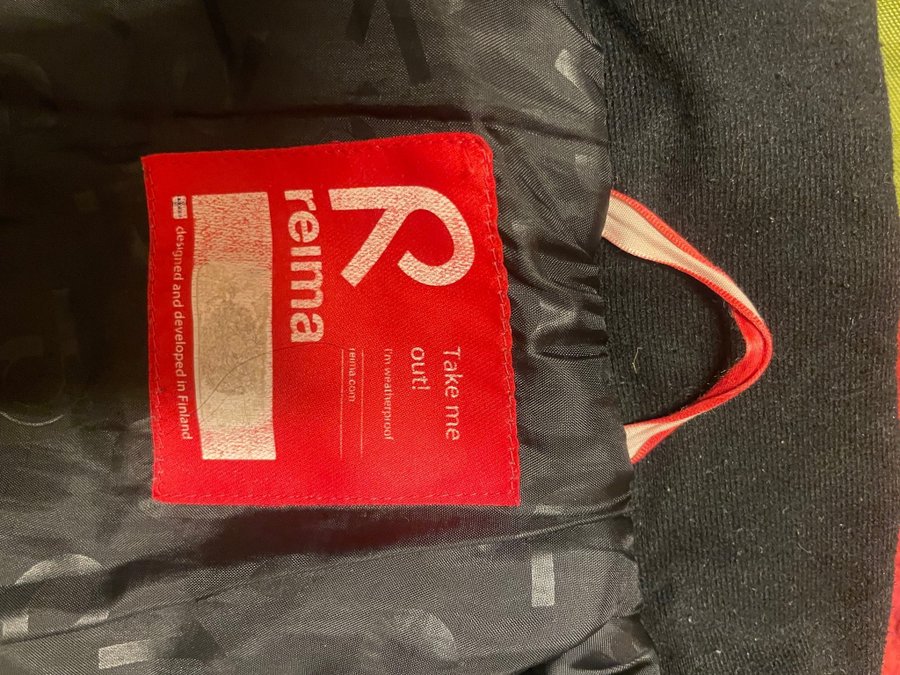 reima
Take me
out!
I'm weatherproof
reima.com
designed and developed in Finland